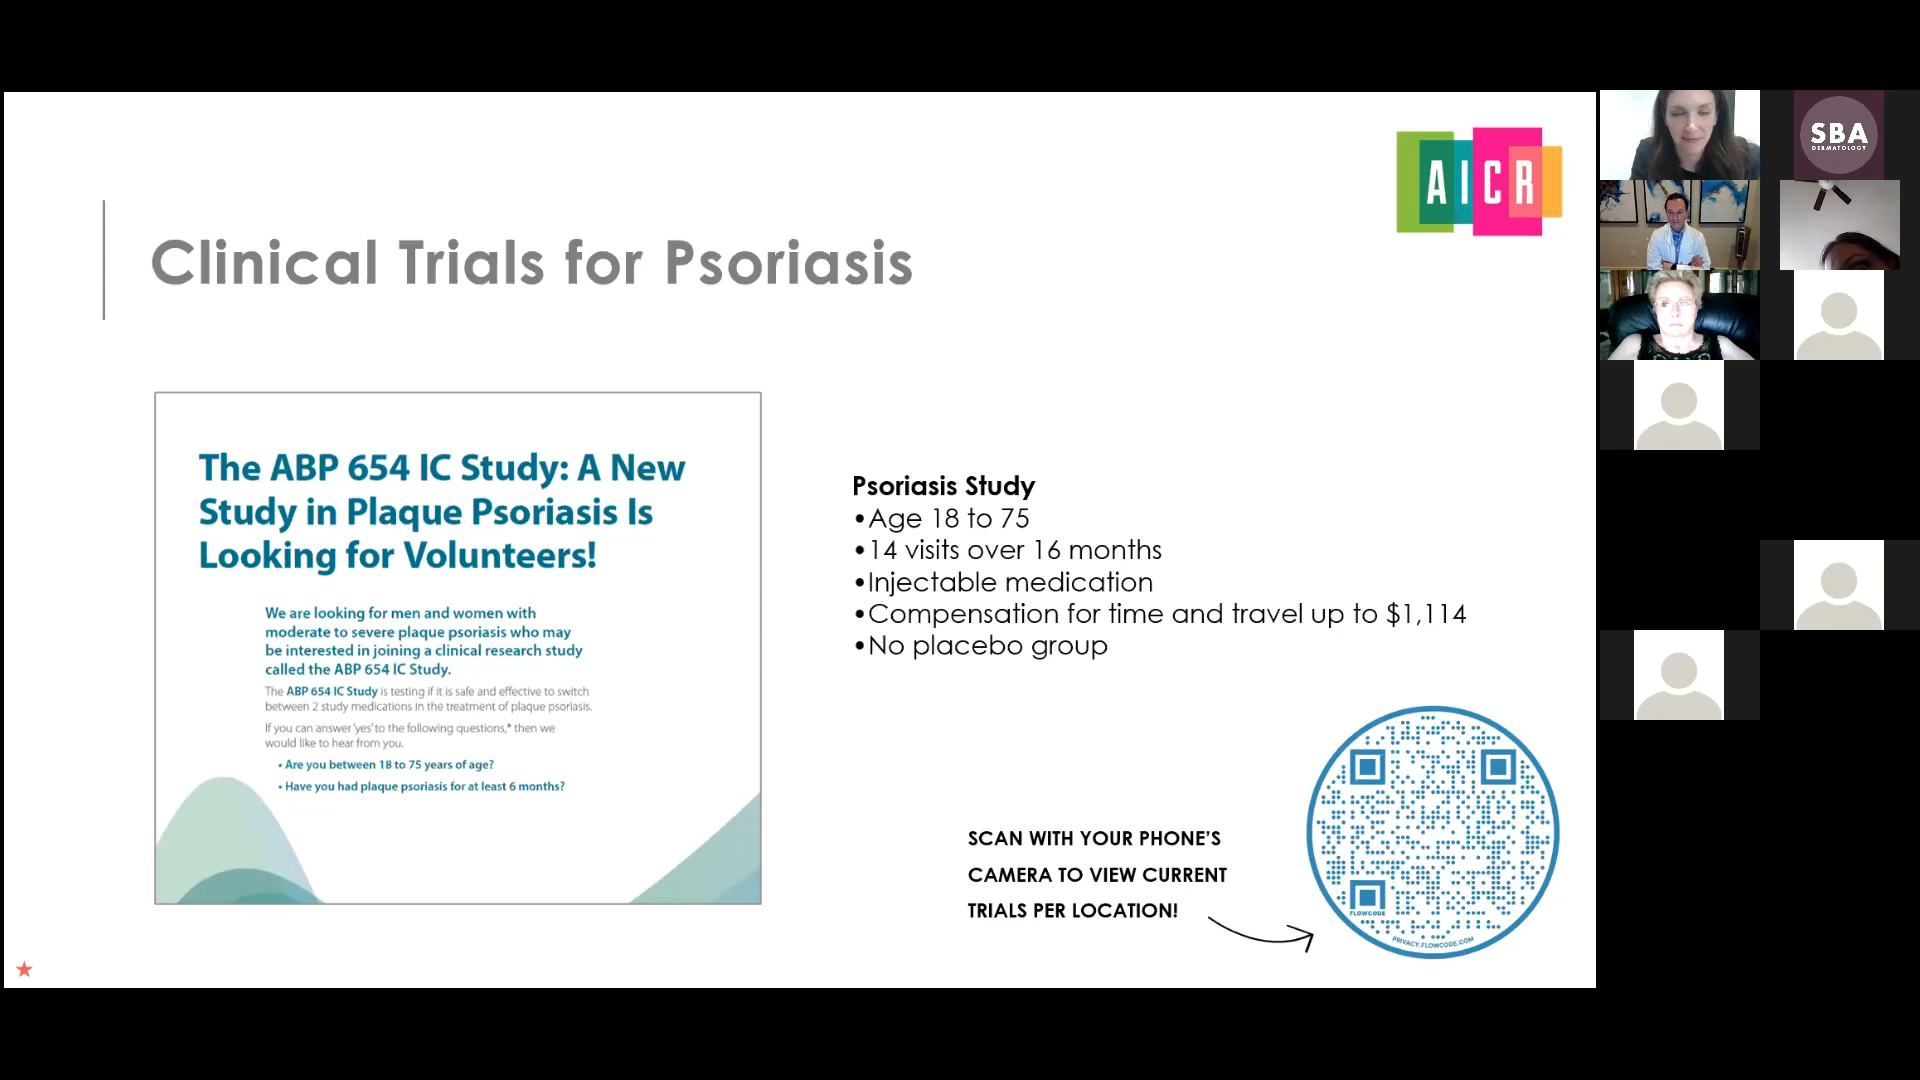 AICR
SBA
DERMATOLOGY
Clinical Trials for Psoriasis
The ABP 654 IC Study: A New
Study in Plaque Psoriasis Is
Looking for Volunteers!
We are looking for men and women with
moderate to severe plaque psoriasis who may
be interested in joining a clinical research study
called the ABP 654 IC Study.
The ABP 654 IC Study is testing if it is safe and effective to switch
between 2 study medications in the treatment of plaque psoriasis.
If you can answer 'yes' to the following questions,* then we
would like to hear from you.
• Are you between 18 to 75 years of age?
• Have you had plaque psoriasis for at least 6 months?
Psoriasis Study
•Age 18 to 75
•14 visits over 16 months
•Injectable medication
•Compensation for time and travel up to $1,114
•No placebo group
SCAN WITH YOUR PHONE'S
CAMERA TO VIEW CURRENT
TRIALS PER LOCATION!
FLOWCODE
PRIVACY.FLOWCODE.COM